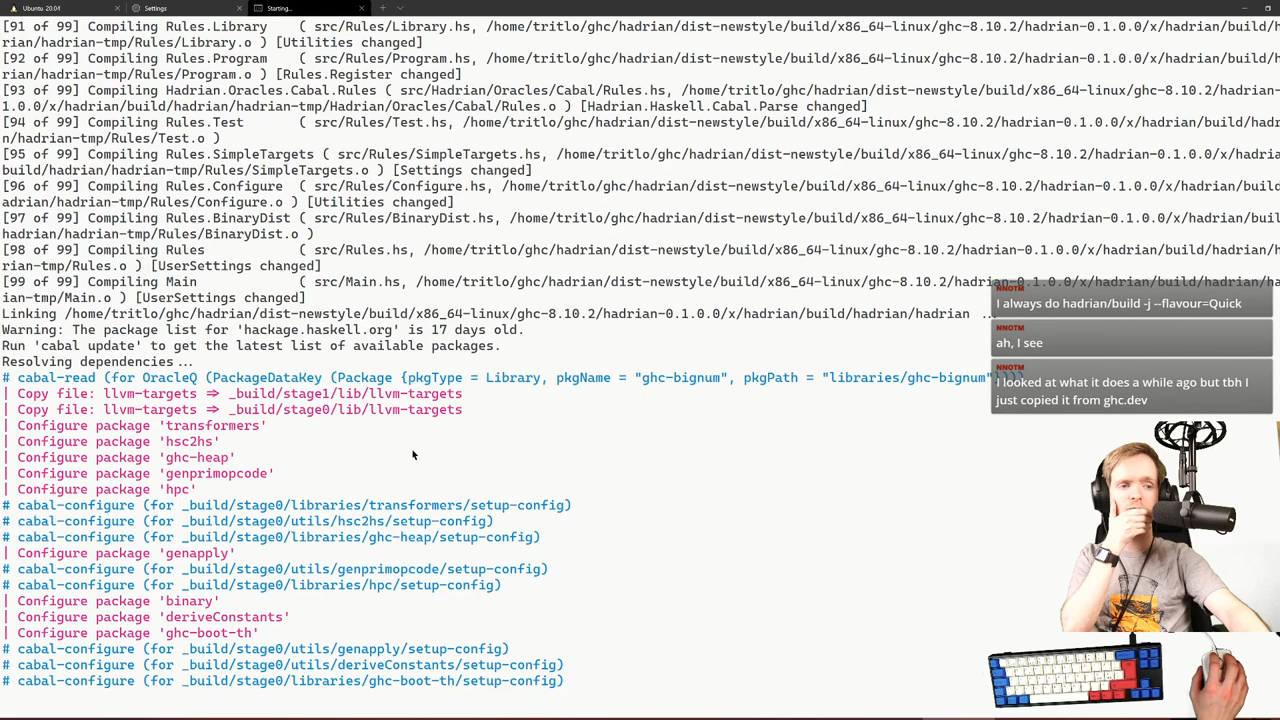 Ubuntu 20.04
Settings
Starting...
[91 of 99] Compiling Rules.Library    ( src/Rules/Library.hs, /home/tritlo/ghc/hadrian/dist-newstyle/build/x86_64-linux/ghc-8.10.2/hadrian-0.1.0.0/x/hadrian/build/had
rian/hadrian-tmp/Rules/Library.o ) [Utilities changed]
[92 of 99] Compiling Rules.Program    ( src/Rules/Program.hs, /home/tritlo/ghc/hadrian/dist-newstyle/build/x86_64-linux/ghc-8.10.2/hadrian-0.1.0.0/x/hadrian/build/had
rian/hadrian-tmp/Rules/Program.o ) [Rules.Register changed]
[93 of 99] Compiling Hadrian.Oracles.Cabal.Rules ( src/Hadrian/Oracles/Cabal/Rules.hs, /home/tritlo/ghc/hadrian/dist-newstyle/build/x86_64-linux/ghc-8.10.2/hadrian-0.
1.0.0/x/hadrian/build/hadrian/hadrian-tmp/Hadrian/Oracles/Cabal/Rules.o ) [Hadrian.Haskell.Cabal.Parse changed]
[94 of 99] Compiling Rules.Test       ( src/Rules/Test.hs, /home/tritlo/ghc/hadrian/dist-newstyle/build/x86_64-linux/ghc-8.10.2/hadrian-0.1.0.0/x/hadrian/build/hadria
n/hadrian-tmp/Rules/Test.o )
[95 of 99] Compiling Rules.SimpleTargets ( src/Rules/SimpleTargets.hs, /home/tritlo/ghc/hadrian/dist-newstyle/build/x86_64-linux/ghc-8.10.2/hadrian-0.1.0.0/x/hadrian/
build/hadrian/hadrian-tmp/Rules/SimpleTargets.o ) [Settings changed]
[96 of 99] Compiling Rules.Configure  ( src/Rules/Configure.hs, /home/tritlo/ghc/hadrian/dist-newstyle/build/x86_64-linux/ghc-8.10.2/hadrian-0.1.0.0/x/hadrian/build/h
adrian/hadrian-tmp/Rules/Configure.o ) [Utilities changed]
[97 of 99] Compiling Rules.BinaryDist ( src/Rules/BinaryDist.hs, /home/tritlo/ghc/hadrian/dist-newstyle/build/x86_64-linux/ghc-8.10.2/hadrian-0.1.0.0/x/hadrian/build/
hadrian/hadrian-tmp/Rules/BinaryDist.o )
[98 of 99] Compiling Rules            ( src/Rules.hs, /home/tritlo/ghc/hadrian/dist-newstyle/build/x86_64-linux/ghc-8.10.2/hadrian-0.1.0.0/x/hadrian/build/hadrian/had
rian-tmp/Rules.o ) [UserSettings changed]
[99 of 99] Compiling Main             ( src/Main.hs, /home/tritlo/ghc/hadrian/dist-newstyle/build/x86_64-linux/ghc-8.10.2/hadrian-0.1.0.0/x/hadrian/build/hadrian/hadr
ian-tmp/Main.o ) [UserSettings changed]
Linking /home/tritlo/ghc/hadrian/dist-newstyle/build/x86_64-linux/ghc-8.10.2/hadrian-0.1.0.0/x/hadrian/build/hadrian/hadrian ...
Warning: The package list for 'hackage.haskell.org' is 17 days old.
Run 'cabal update' to get the latest list of available packages.
Resolving dependencies...
# cabal-read (for OracleQ (PackageDataKey (Package {pkgType = Library, pkgName = "ghc-bignum", pkgPath = "libraries/ghc-bignum"})))
| Copy file: llvm-targets => _build/stage1/lib/llvm-targets
| Copy file: llvm-targets => _build/stage0/lib/llvm-targets
| Configure package 'transformers'
| Configure package 'hsc2hs'
| Configure package 'ghc-heap'
| Configure package 'genprimopcode'
| Configure package 'hpc'
# cabal-configure (for _build/stage0/libraries/transformers/setup-config)
# cabal-configure (for _build/stage0/utils/hsc2hs/setup-config)
# cabal-configure (for _build/stage0/libraries/ghc-heap/setup-config)
| Configure package 'genapply'
# cabal-configure (for _build/stage0/utils/genprimopcode/setup-config)
# cabal-configure (for _build/stage0/libraries/hpc/setup-config)
| Configure package 'binary'
| Configure package 'deriveConstants'
| Configure package 'ghc-boot-th'
# cabal-configure (for _build/stage0/utils/genapply/setup-config)
# cabal-configure (for _build/stage0/utils/deriveConstants/setup-config)
# cabal-configure (for _build/stage0/libraries/ghc-boot-th/setup-config)
NNOTM
I always do hadrian/build -j --flavour=Quick
NNOTM
ah, I see
NNOTM
I looked at what it does a while ago but tbh I
just copied it from ghc.dev